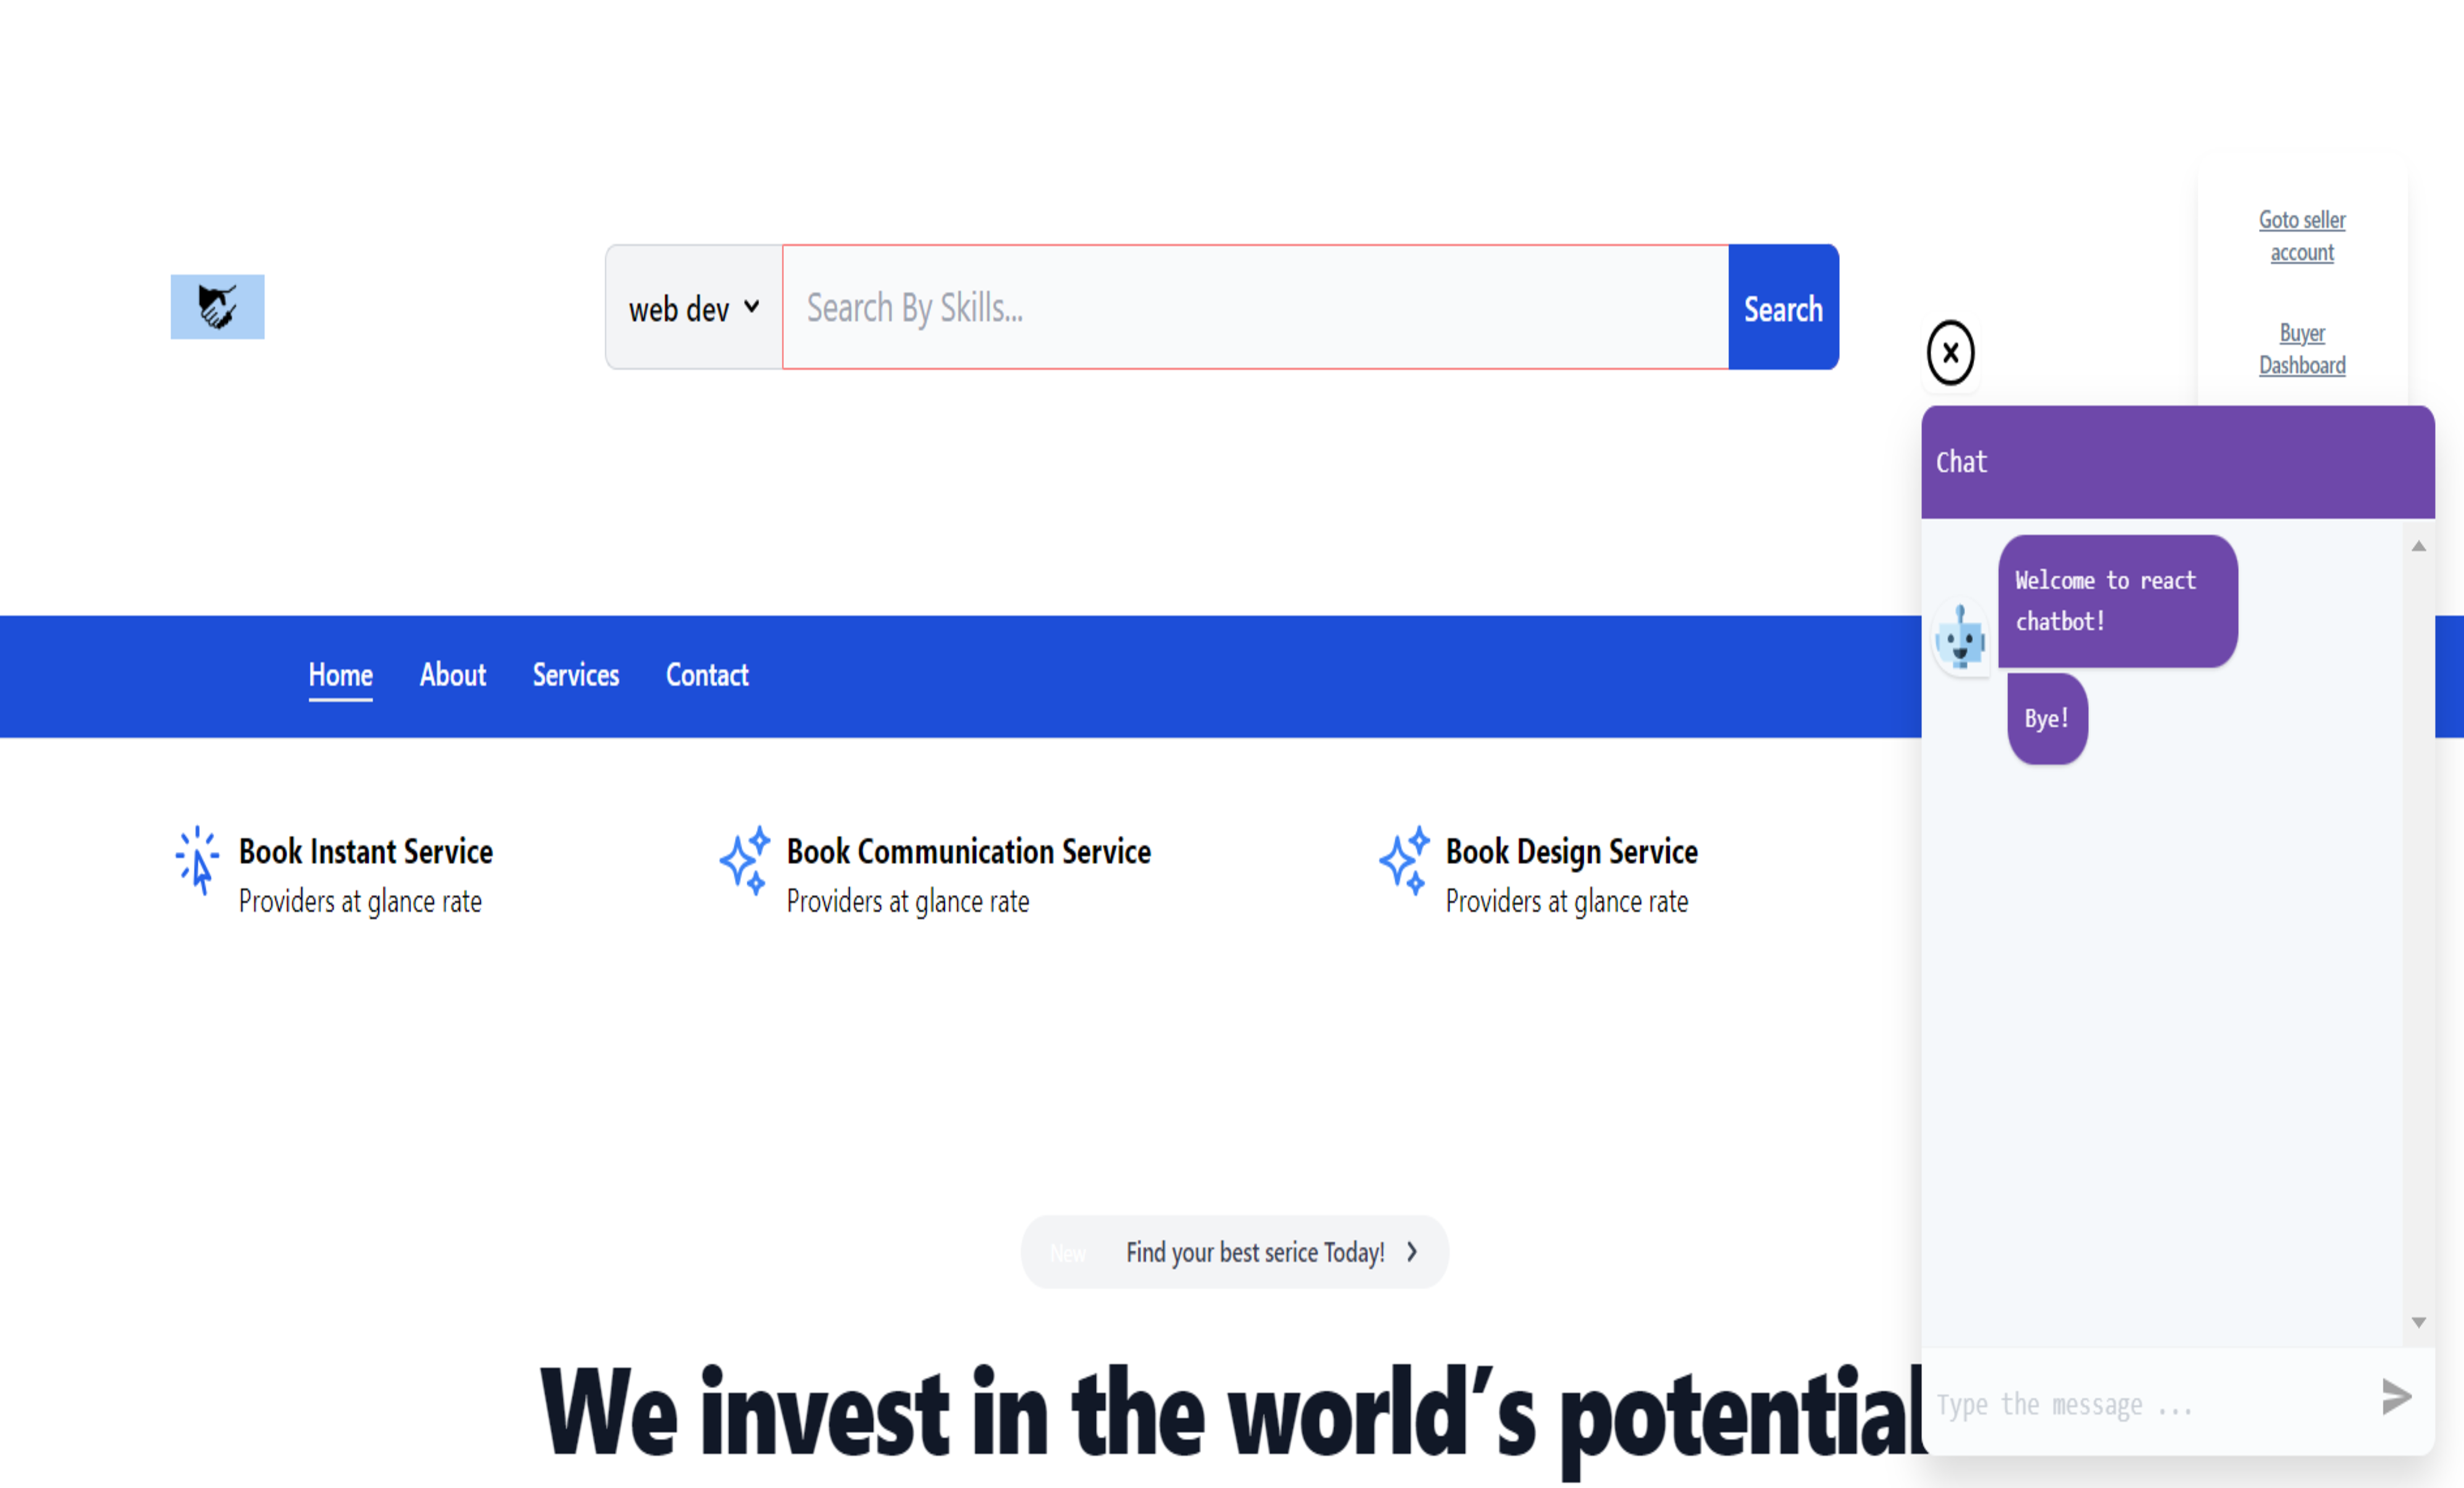 Goto seller
account
Buyer
Dashboard
web dev
Search By Skills...
Search
Home About Services Contact
Book Instant Service
Providers at glance rate
Book Communication Service
Providers at glance rate
Book Design Service
Providers at glance rate
New Find your best serice Today!
We invest in the world’s potential
Chat
Welcome to react
chatbot!
Bye!
Type the message ...